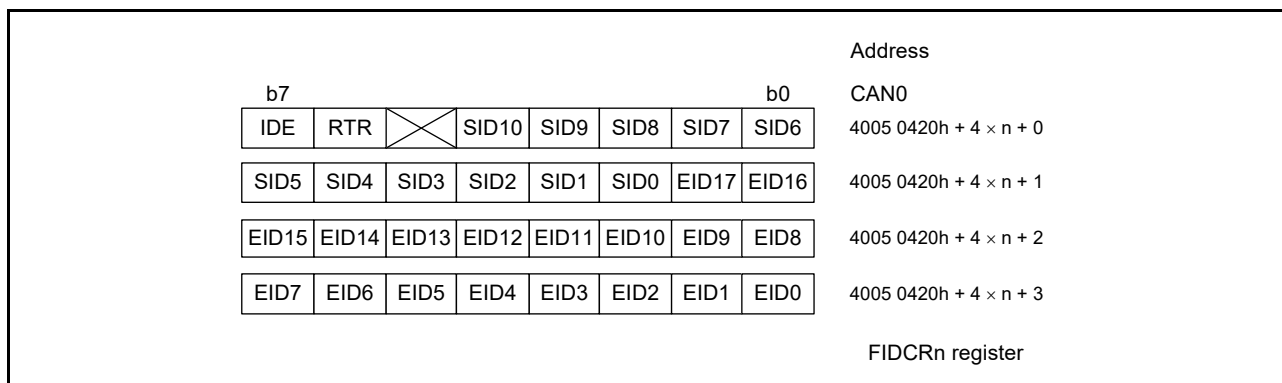 Address
b7 b0 CAN0
IDE RTR SID10 SID9 SID8 SID7 SID6 4005 0420h + 4 × n + 0
SID5 SID4 SID3 SID2 SID1 SID0 EID17 EID16 4005 0420h + 4 × n + 1
EID15 EID14 EID13 EID12 EID11 EID10 EID9 EID8 4005 0420h + 4 × n + 2
EID7 EID6 EID5 EID4 EID3 EID2 EID1 EID0 4005 0420h + 4 × n + 3
FIDCRn register